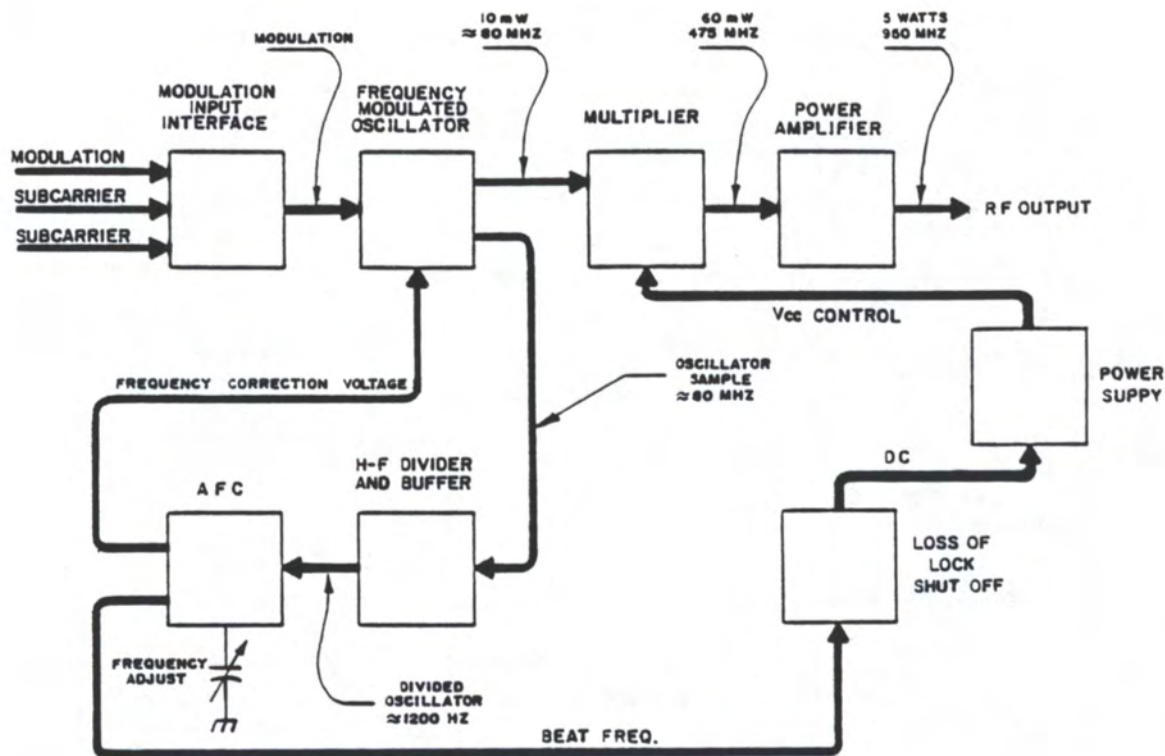 10 mW
≈ 80 MHZ
60 mW
475 MHZ
5 WATTS
950 MHZ
MODULATION
MODULATION
INPUT
INTERFACE
FREQUENCY
MODULATED
OSCILLATOR
MULTIPLIER
POWER
AMPLIFIER
MODULATION
SUBCARRIER
SUBCARRIER
RF OUTPUT
Vcc CONTROL
FREQUENCY CORRECTION VOLTAGE
OSCILLATOR
SAMPLE
≈ 80 MHZ
POWER
SUPPY
H-F DIVIDER
AND BUFFER
AFC
DC
LOSS OF
LOCK
SHUT OFF
FREQUENCY
ADJUST
DIVIDED
OSCILLATOR
≈1200 HZ
BEAT FREQ.